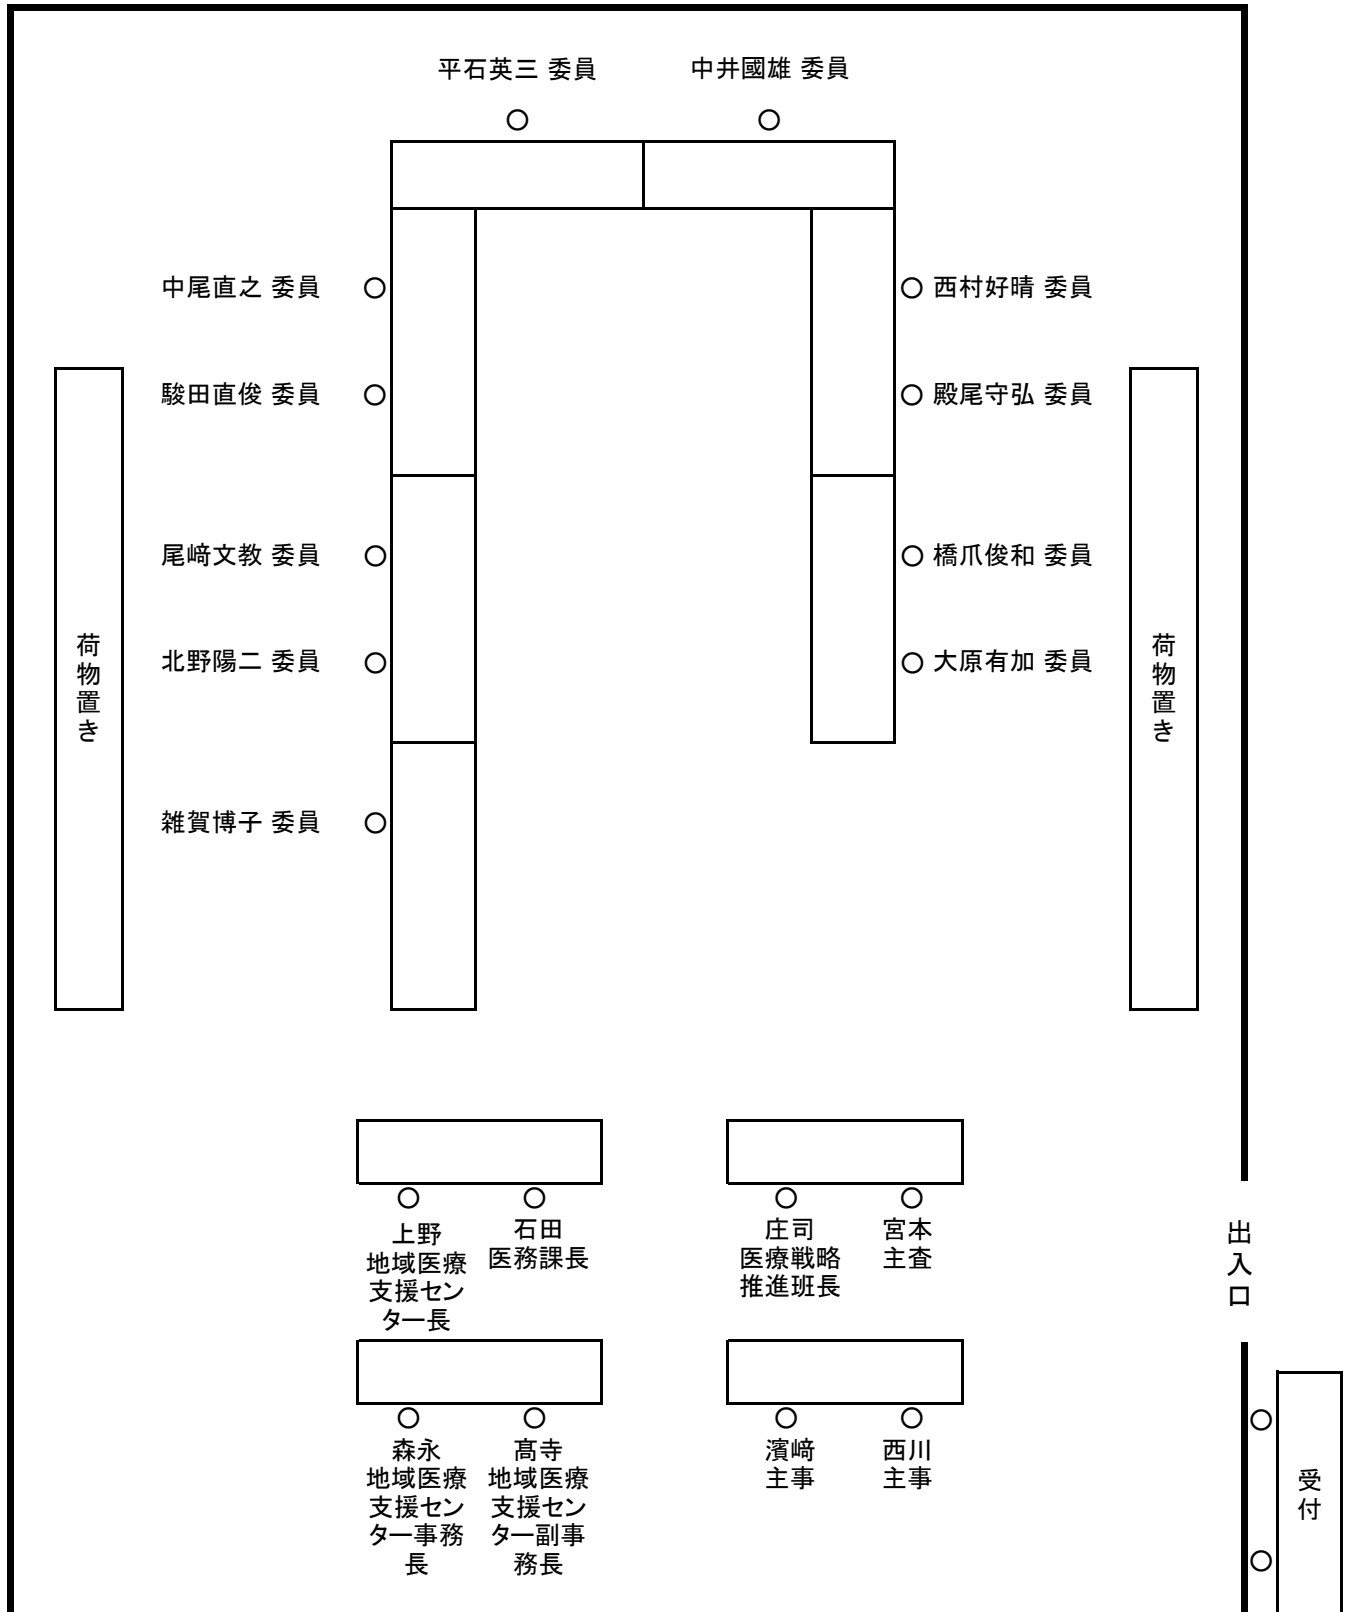 平石英三 委員
中井國雄 委員
中尾直之 委員
西村好晴 委員
駿田直俊 委員
殿尾守弘 委員
尾﨑文教 委員
橋爪俊和 委員
荷物置き
北野陽二 委員
大原有加 委員
荷物置き
雑賀博子 委員
上野
地域医療
支援セン
ター長
石田
医務課長
庄司
医療戦略
推進班長
宮本
主査
出入口
森永
地域医療
支援セン
ター事務
長
髙寺
地域医療
支援セン
ター副事
務長
濱﨑
主事
西川
主事
受付